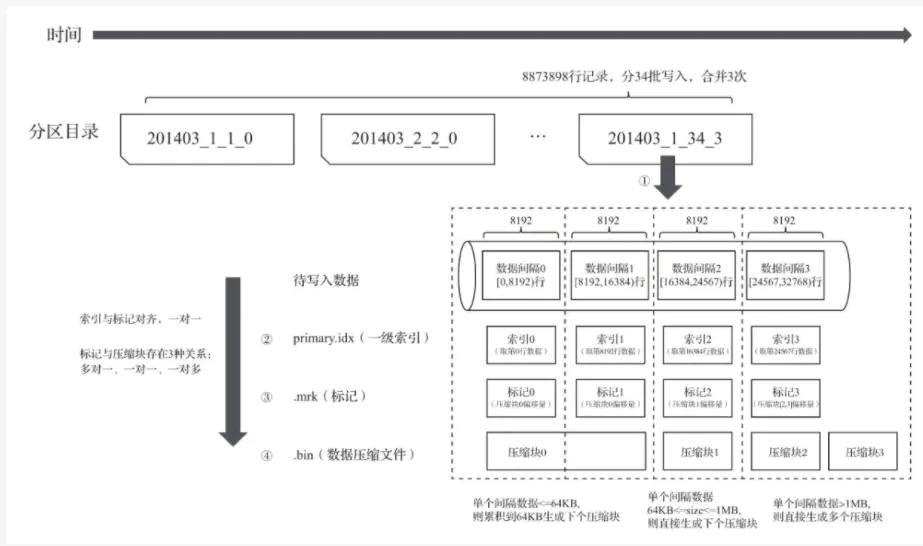 时间
8873898行记录，分34批写入，合并3次
分区目录
201403_1_1_0
201403_2_2_0
...
201403_1_34_3
①
8192
8192
8192
8192
待写入数据
数据间隔0
[0,8192)行
数据间隔1
[8192,16384)行
数据间隔2
[16384,24567)行
数据间隔3
[24567,32768)行
索引与标记对齐，一对一
标记与压缩块存在3种关系：
多对一、一对一、一对多
② primary.idx（一级索引）
索引0
（取第0行数据）
索引1
（取第8192行数据）
索引2
（取第16384行数据）
索引3
（取第24567行数据）
③ .mrk（标记）
标记0
（压缩块0偏移量）
标记1
（压缩块0偏移量）
标记2
（压缩块1偏移量）
标记3
（压缩块[2,3]偏移量）
④ .bin（数据压缩文件）
压缩块0
压缩块1
压缩块2
压缩块3
单个间隔数据<=64KB,
则累积到64KB生成下个压缩块
单个间隔数据
64KB<=size<=1MB,
则直接生成下个压缩块
单个间隔数据>1MB,
则直接生成多个压缩块